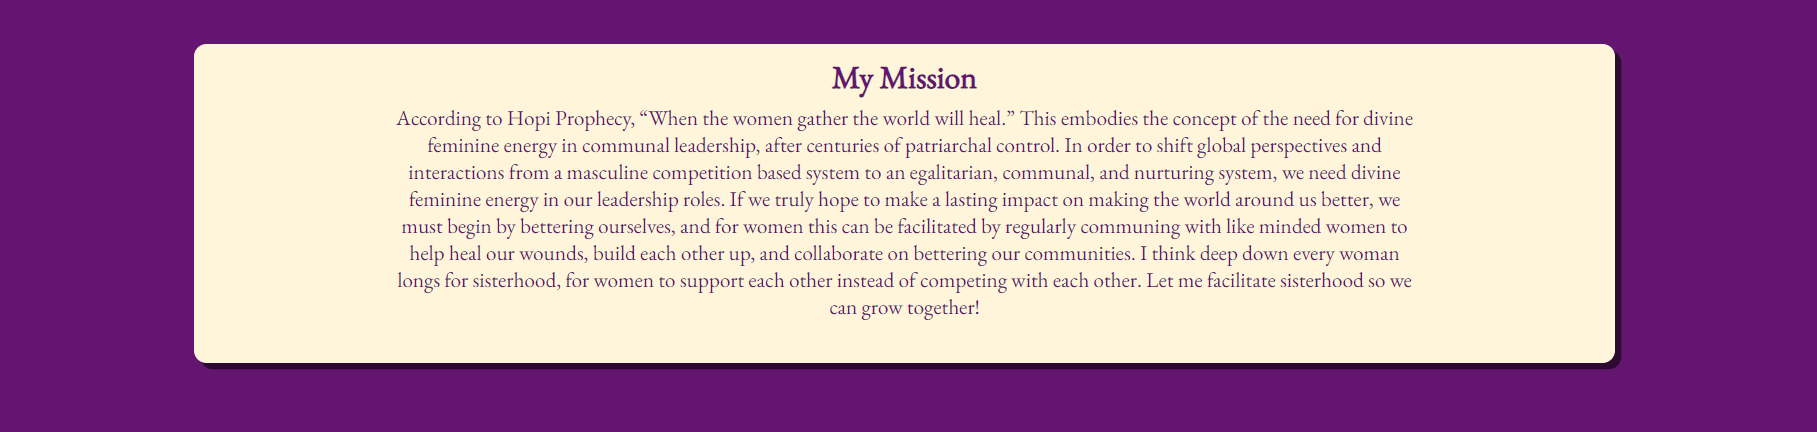 My Mission
According to Hopi Prophecy, “When the women gather the world will heal.” This embodies the concept of the need for divine
feminine energy in communal leadership, after centuries of patriarchal control. In order to shift global perspectives and
interactions from a masculine competition based system to an egalitarian, communal, and nurturing system, we need divine
feminine energy in our leadership roles. If we truly hope to make a lasting impact on making the world around us better, we
must begin by bettering ourselves, and for women this can be facilitated by regularly communing with like minded women to
help heal our wounds, build each other up, and collaborate on bettering our communities. I think deep down every woman
longs for sisterhood, for women to support each other instead of competing with each other. Let me facilitate sisterhood so we
can grow together!